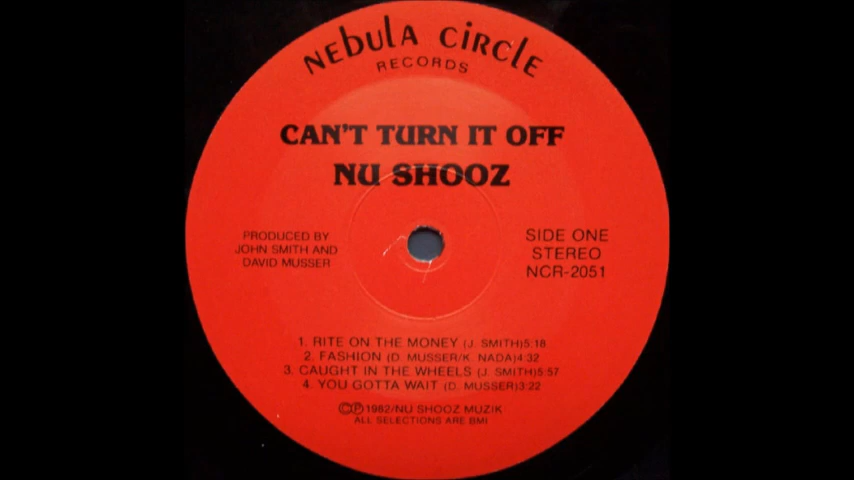 NEBULA CIRCLE
RECORDS
CAN'T TURN IT OFF
NU SHOOZ
PRODUCED BY
JOHN SMITH AND
DAVID MUSSER
SIDE ONE
STEREO
NCR-2051
1. RITE ON THE MONEY (J. SMITH)5:18
2. FASHION (D. MUSSER/K. NADA)4:32
3. CAUGHT IN THE WHEELS (J. SMITH)5:57
4. YOU GOTTA WAIT (D. MUSSER)3:22
©℗1982/NU SHOOZ MUZIK
ALL SELECTIONS ARE BMI